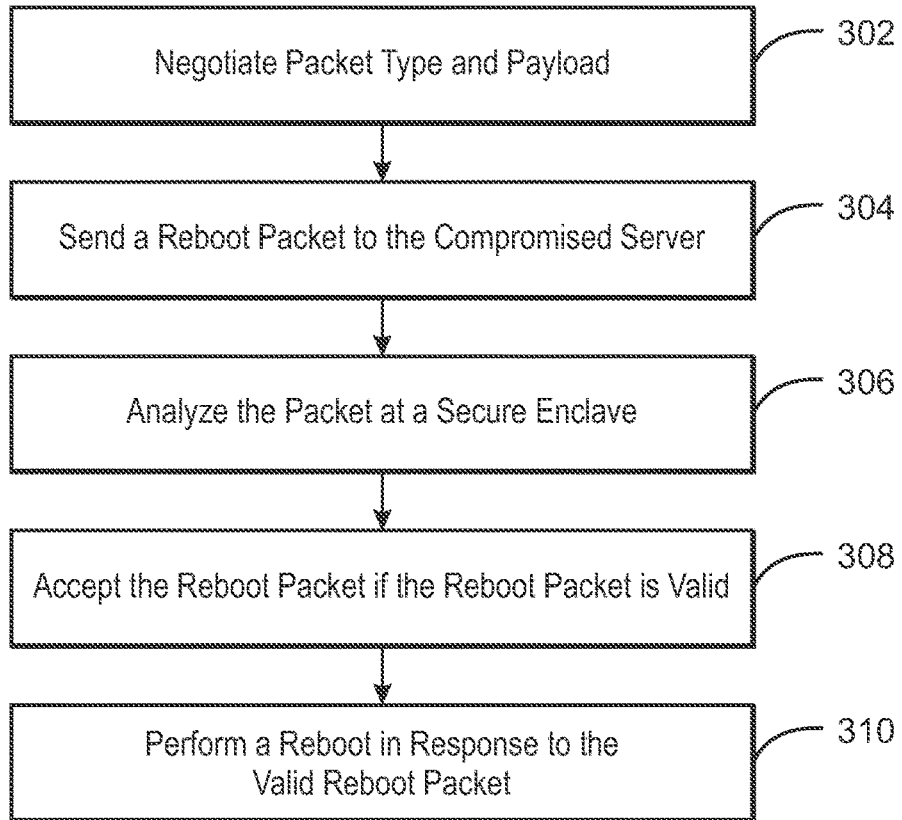 Negotiate Packet Type and Payload
302
Send a Reboot Packet to the Compromised Server
304
Analyze the Packet at a Secure Enclave
306
Accept the Reboot Packet if the Reboot Packet is Valid
308
Perform a Reboot in Response to the
Valid Reboot Packet
310